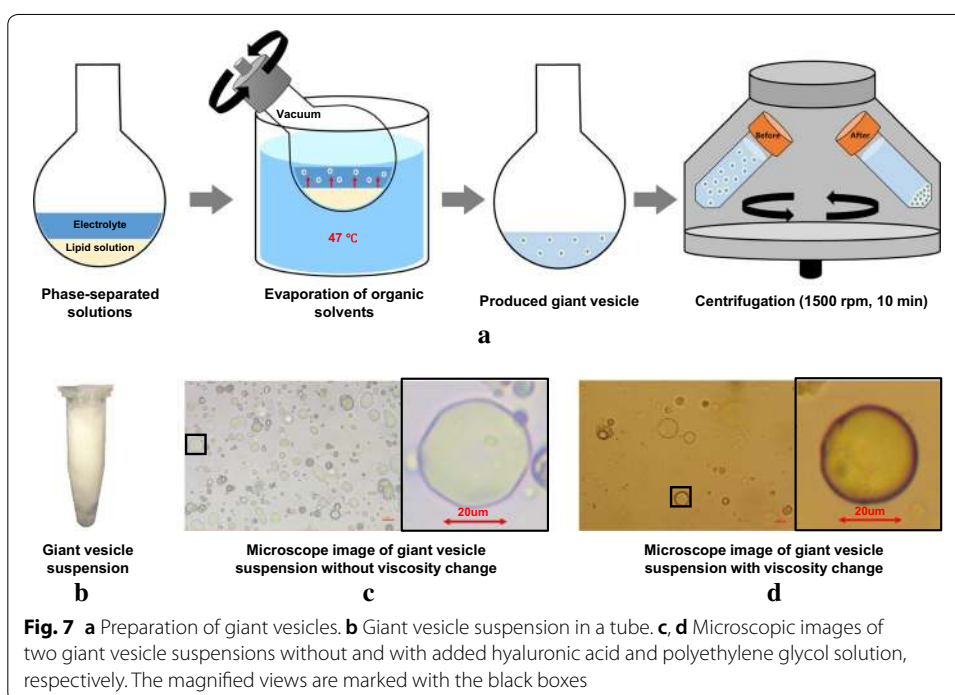 Vacuum
Before
After
Electrolyte
Lipid solution
47 ℃
Phase-separated
solutions
Evaporation of organic
solvents
Produced giant vesicle
Centrifugation (1500 rpm, 10 min)
a
20um
20um
Giant vesicle
suspension
Microscope image of giant vesicle
suspension without viscosity change
Microscope image of giant vesicle
suspension with viscosity change
b
c
d
Fig. 7 a Preparation of giant vesicles. b Giant vesicle suspension in a tube. c, d Microscopic images of
two giant vesicle suspensions without and with added hyaluronic acid and polyethylene glycol solution,
respectively. The magnified views are marked with the black boxes